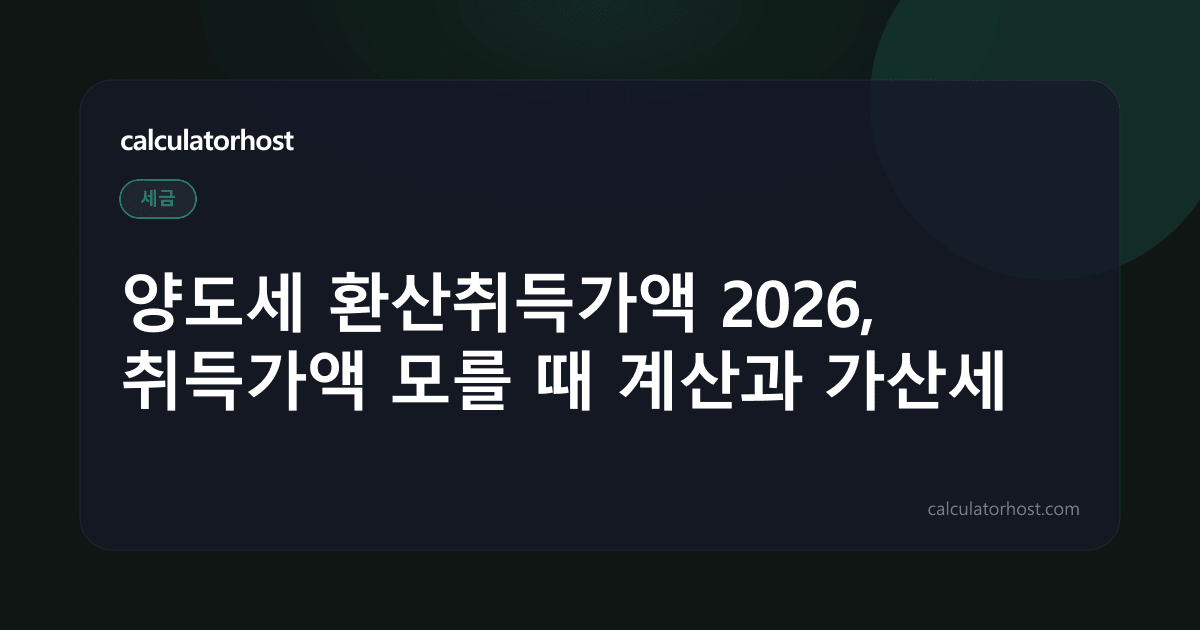 calculatorhost
세금
양도세 환산취득가액 2026,
취득가액 모를 때 계산과 가산세
calculatorhost.com